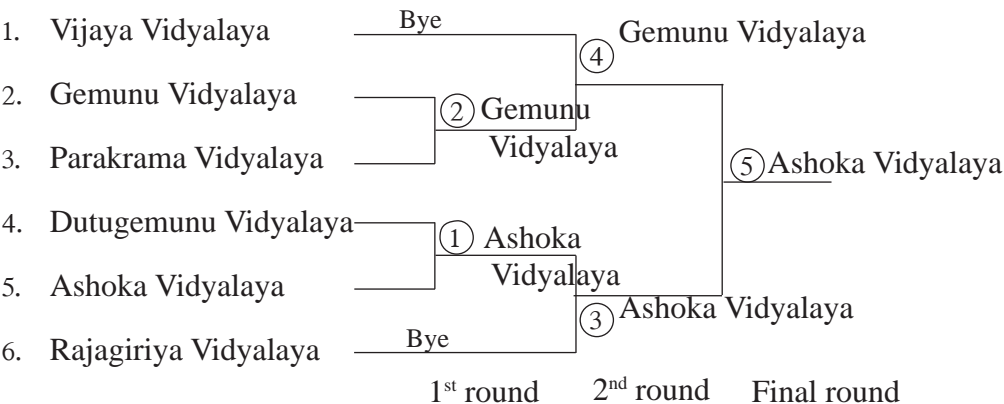 1. Vijaya Vidyalaya
Bye
④ Gemunu Vidyalaya
2. Gemunu Vidyalaya
② Gemunu
Vidyalaya
3. Parakrama Vidyalaya
⑤ Ashoka Vidyalaya
4. Dutugemunu Vidyalaya
① Ashoka
Vidyalaya
5. Ashoka Vidyalaya
③ Ashoka Vidyalaya
6. Rajagiriya Vidyalaya
Bye
1st round 2nd round Final round